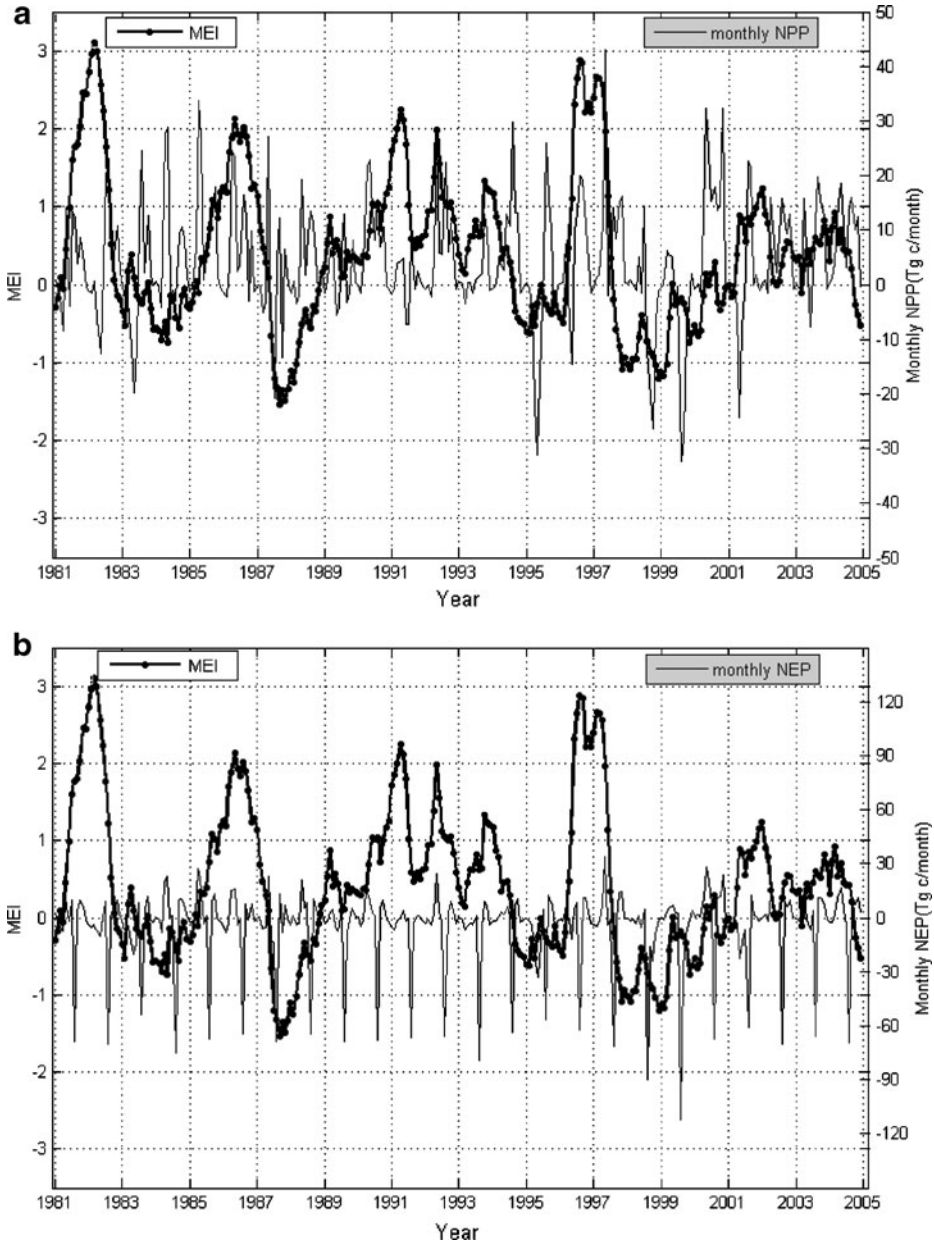 a
MEI
monthly NPP
3
2
1
0
-1
-2
-3
MEI
50
40
30
20
10
0
-10
-20
-30
-40
-50
Monthly NPP(Tg c/month)
1981 1983 1985 1987 1989 1991 1993 1995 1997 1999 2001 2003 2005
Year
b
MEI
monthly NEP
3
2
1
0
-1
-2
-3
MEI
120
90
60
30
0
-30
-60
-90
-120
Monthly NEP(Tg c/month)
1981 1983 1985 1987 1989 1991 1993 1995 1997 1999 2001 2003 2005
Year